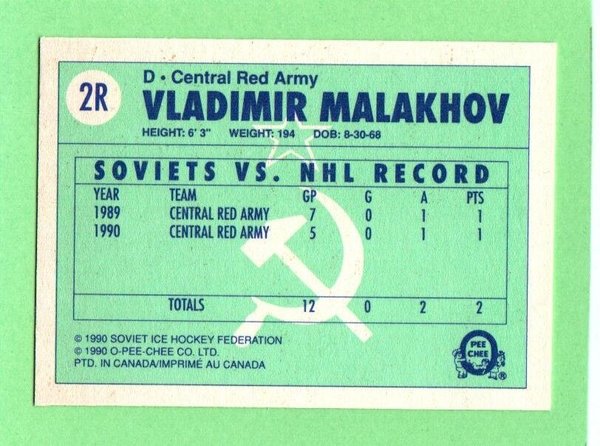 2R
D • Central Red Army
VLADIMIR MALAKHOV
HEIGHT: 6' 3" WEIGHT: 194 DOB: 8-30-68
SOVIETS VS. NHL RECORD
YEAR TEAM GP G A PTS
1989 CENTRAL RED ARMY 7 0 1 1
1990 CENTRAL RED ARMY 5 0 1 1
TOTALS 12 0 2 2
© 1990 SOVIET ICE HOCKEY FEDERATION
© 1990 O-PEE-CHEE CO. LTD.
PTD. IN CANADA/IMPRIMÉ AU CANADA
O PEE CHEE ®